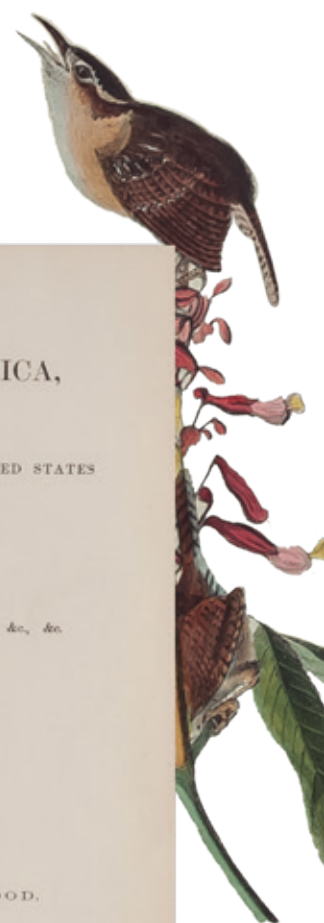 ICA,
ED STATES
&c., &c.
OOD.